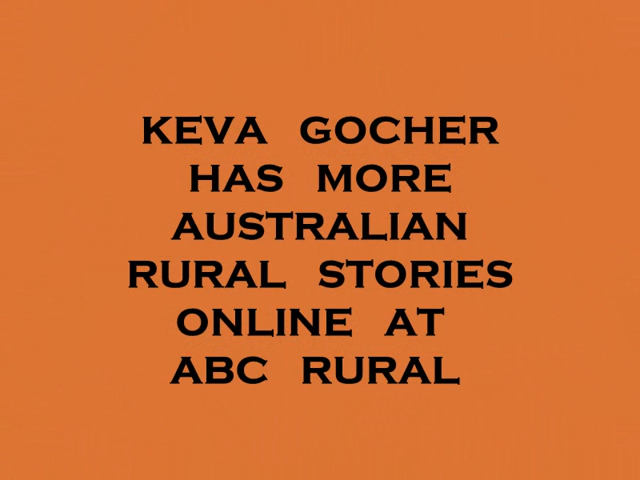 KEVA GOCHER
HAS MORE
AUSTRALIAN
RURAL STORIES
ONLINE AT
ABC RURAL